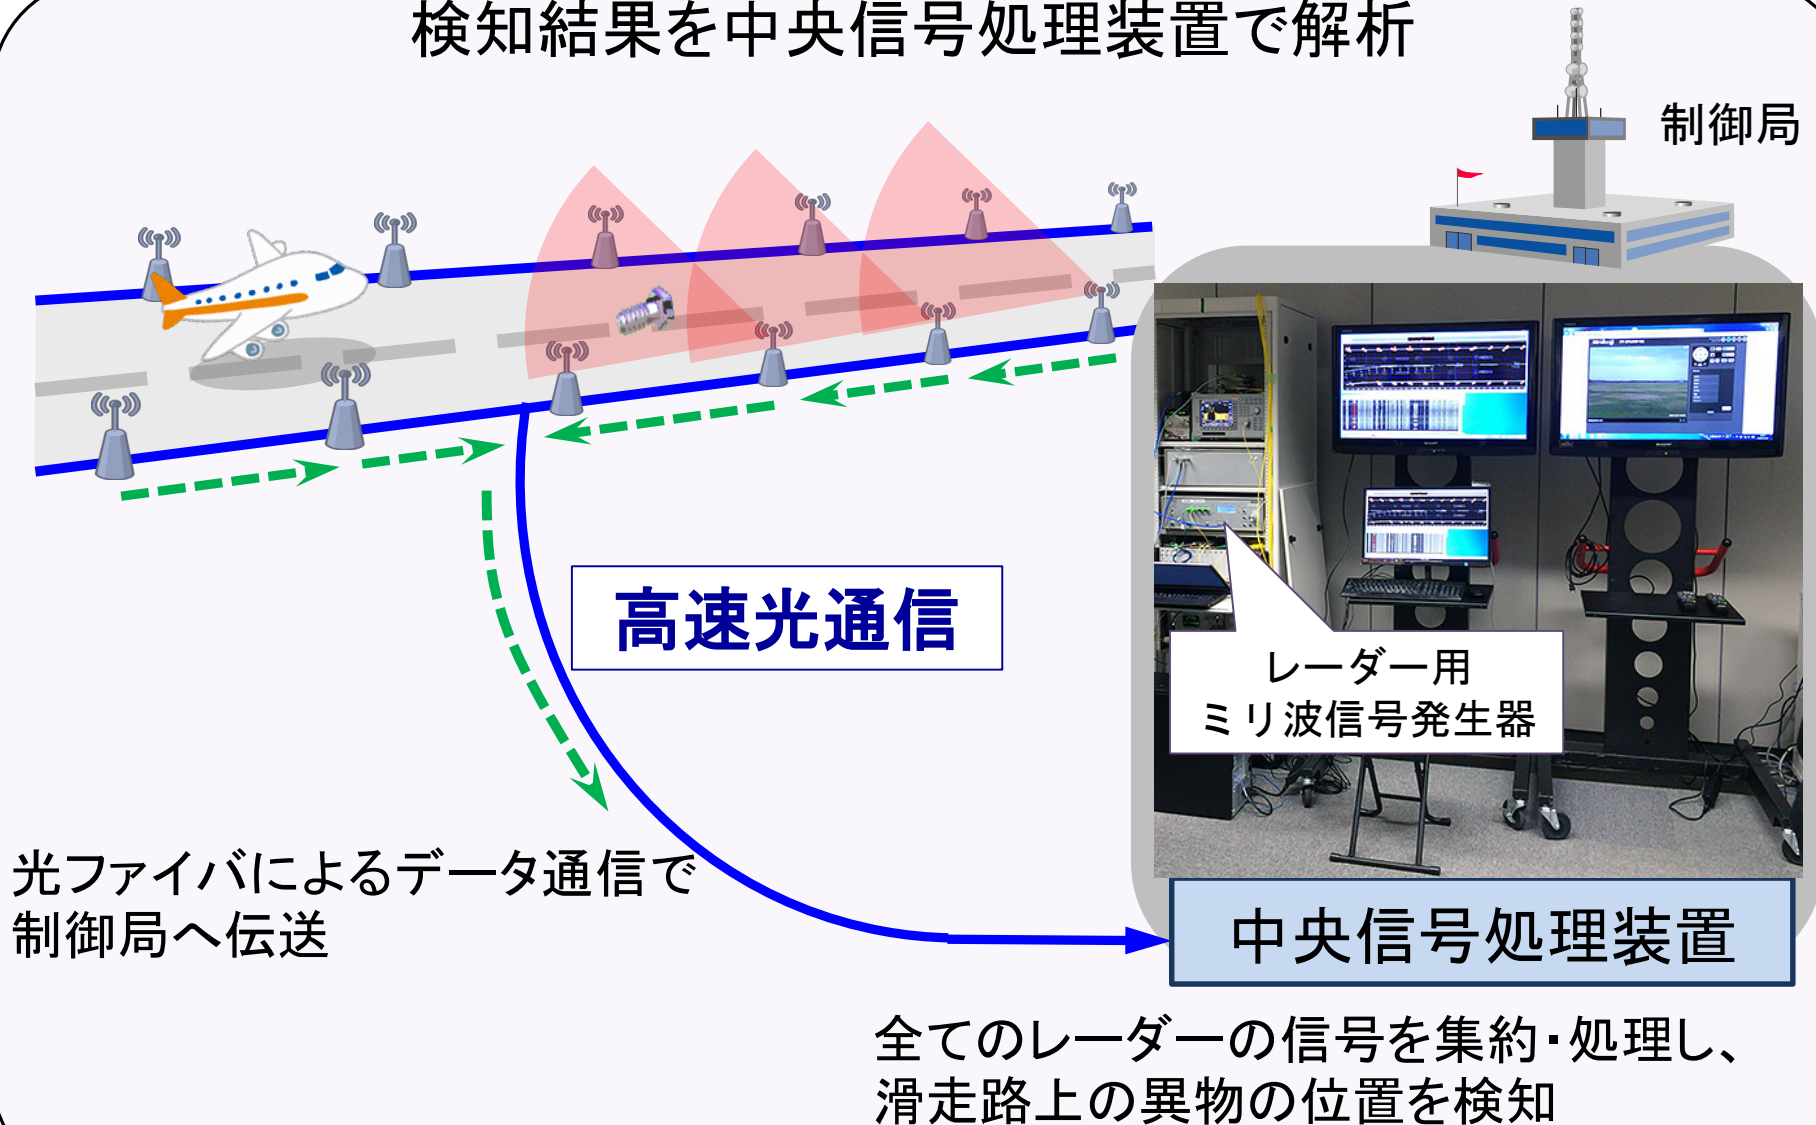 検知結果を中央信号処理装置で解析
制御局
高速光通信
レーダー用
ミリ波信号発生器
光ファイバによるデータ通信で
制御局へ伝送
中央信号処理装置
全てのレーダーの信号を集約･処理し、
滑走路上の異物の位置を検知